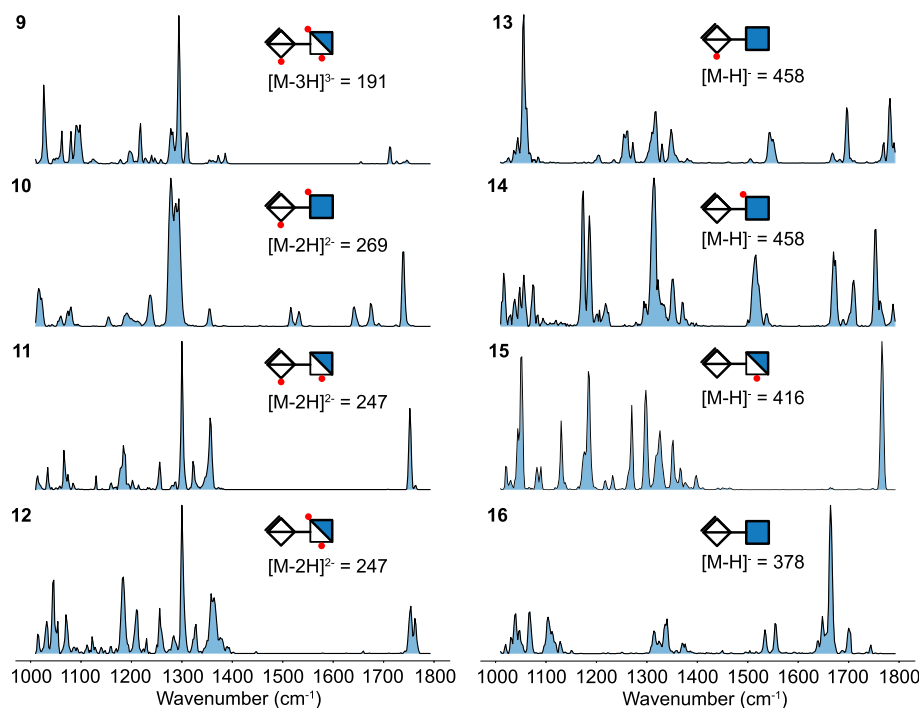 9
[M-3H]³⁻ = 191
10
[M-2H]²⁻ = 269
11
[M-2H]²⁻ = 247
12
[M-2H]²⁻ = 247
1000 1100 1200 1300 1400 1500 1600 1700 1800
Wavenumber (cm⁻¹)
13
[M-H]⁻ = 458
14
[M-H]⁻ = 458
15
[M-H]⁻ = 416
16
[M-H]⁻ = 378
1000 1100 1200 1300 1400 1500 1600 1700 1800
Wavenumber (cm⁻¹)